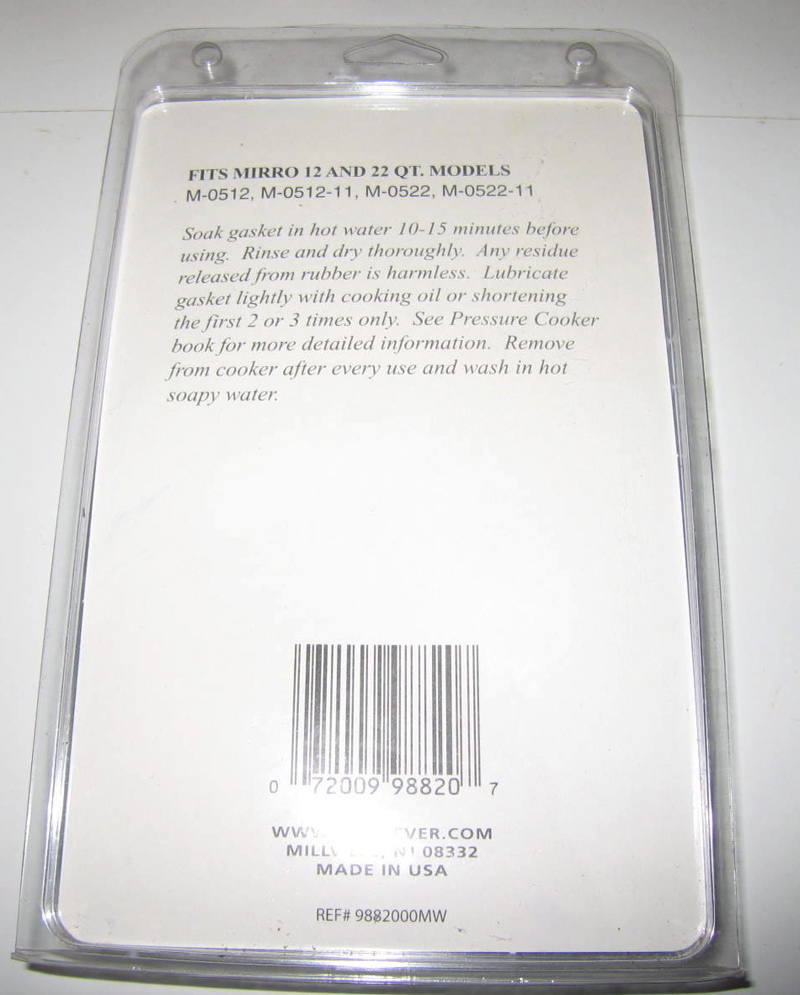 FITS MIRRO 12 AND 22 QT. MODELS
M-0512, M-0512-11, M-0522, M-0522-11
Soak gasket in hot water 10-15 minutes before
using. Rinse and dry thoroughly. Any residue
released from rubber is harmless. Lubricate
gasket lightly with cooking oil or shortening
the first 2 or 3 times only. See Pressure Cooker
book for more detailed information. Remove
from cooker after every use and wash in hot
soapy water.
0 72009 98820 7
08332
MADE IN USA
REF# 9882000MW